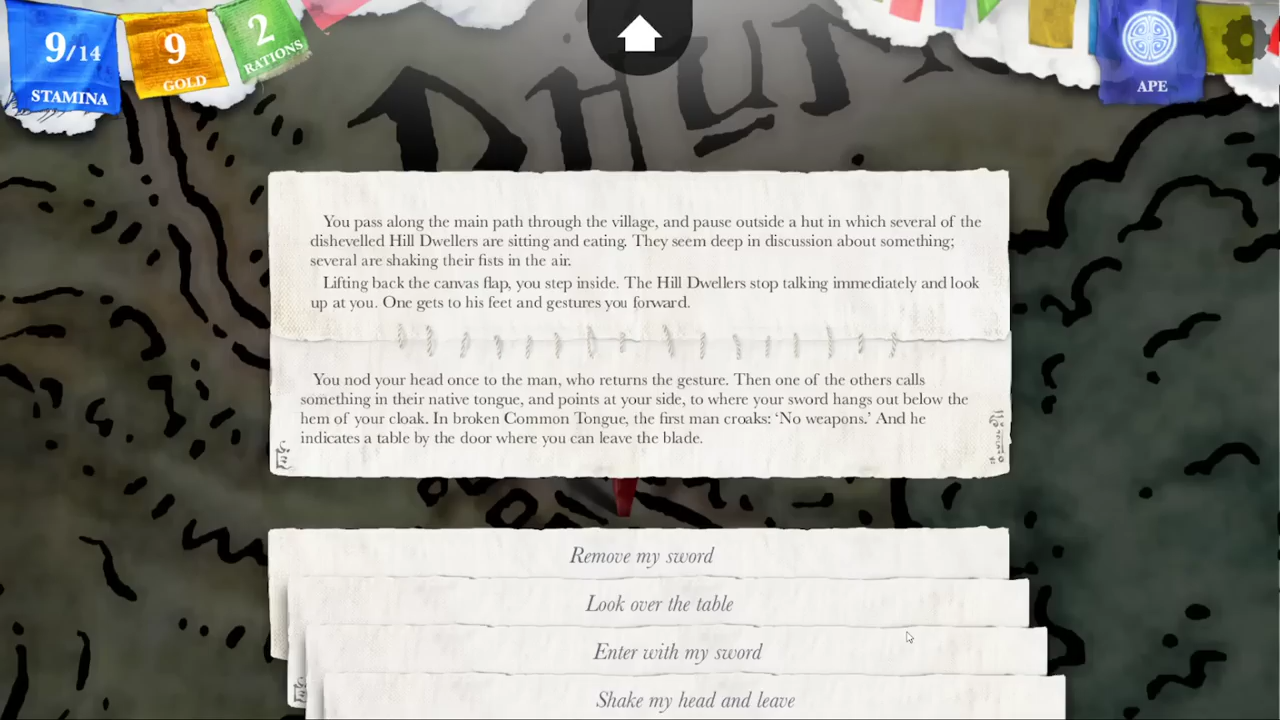 9/14
STAMINA
9
GOLD
2
RATIONS
APE
You pass along the main path through the village, and pause outside a hut in which several of the
dishevelled Hill Dwellers are sitting and eating. They seem deep in discussion about something;
several are shaking their fists in the air.
Lifting back the canvas flap, you step inside. The Hill Dwellers stop talking immediately and look
up at you. One gets to his feet and gestures you forward.
You nod your head once to the man, who returns the gesture. Then one of the others calls
something in their native tongue, and points at your side, to where your sword hangs out below the
hem of your cloak. In broken Common Tongue, the first man croaks: ‘No weapons.’ And he
indicates a table by the door where you can leave the blade.
Remove my sword
Look over the table
Enter with my sword
Shake my head and leave